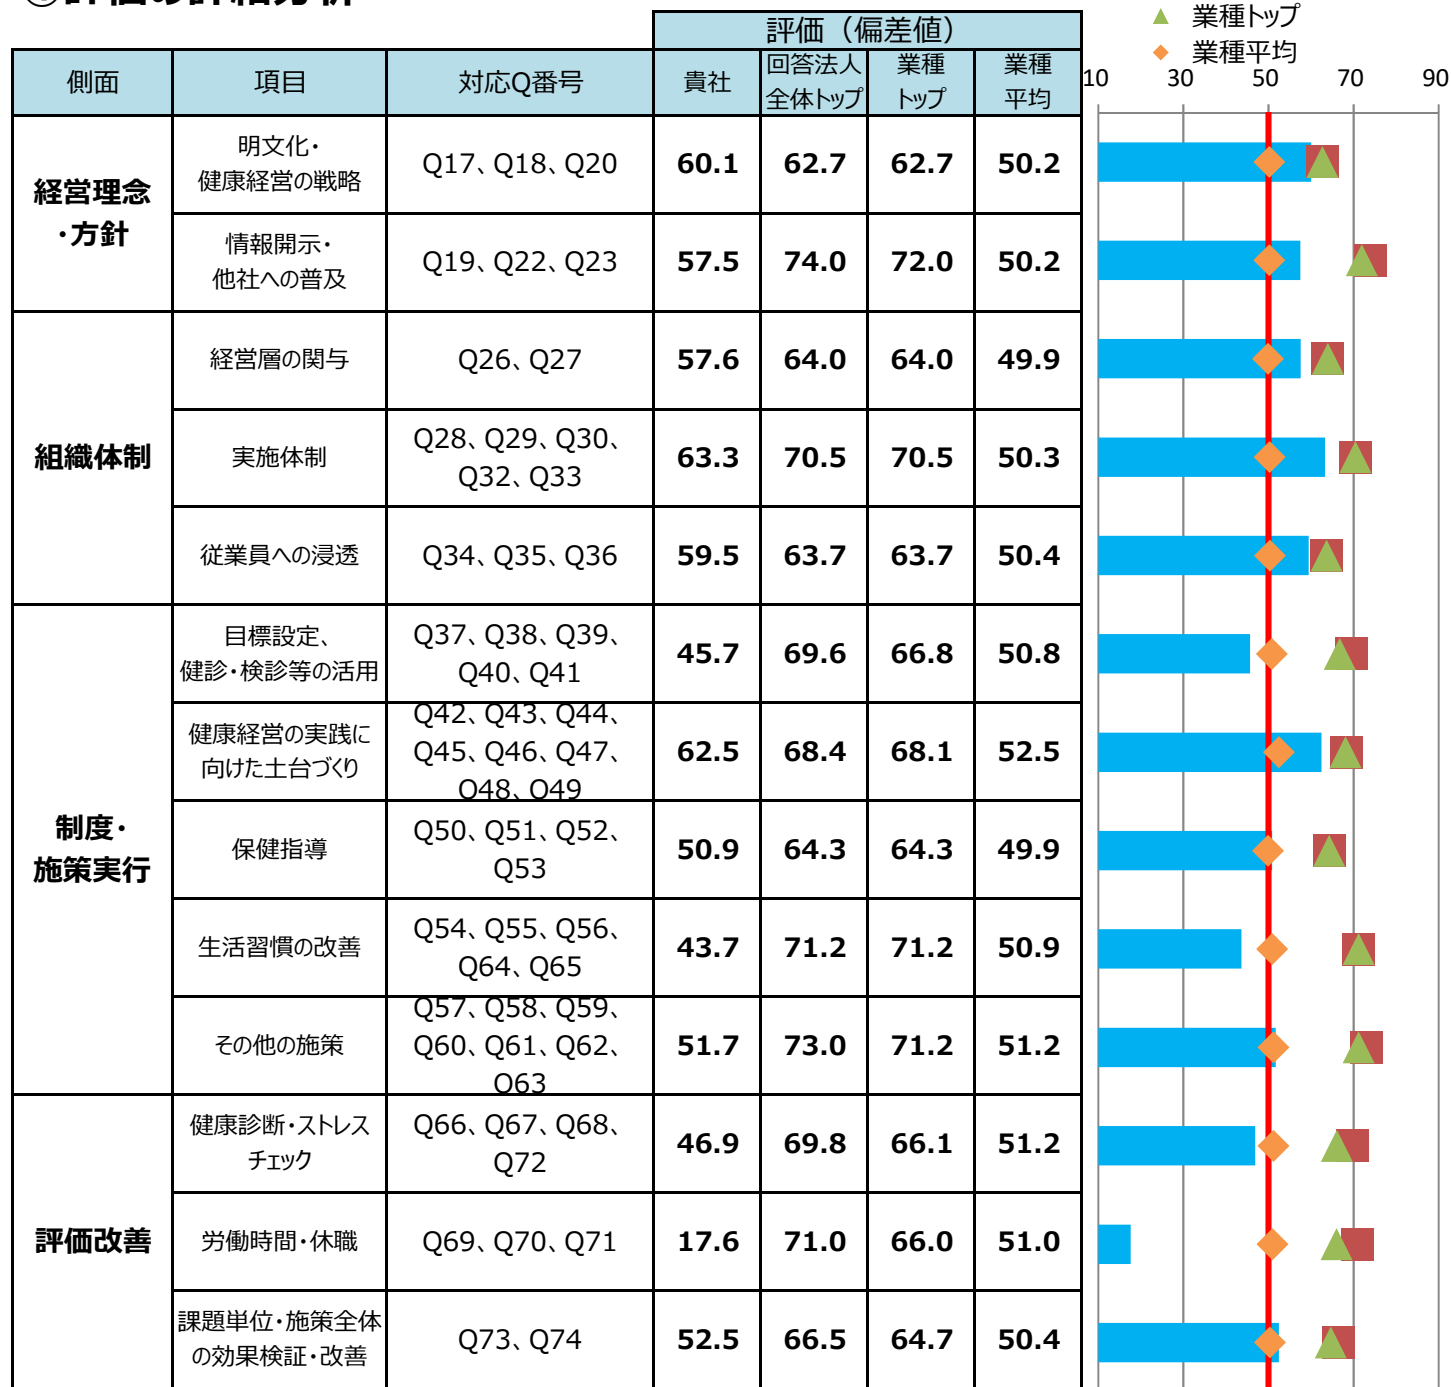 業種トップ
業種平均
評価（偏差値）
側面 項目 対応Q番号 貴社 回答法人全体トップ 業種トップ 業種平均
10 30 50 70 90
経営理念・方針
明文化・
健康経営の戦略
Q17、Q18、Q20
60.1 62.7 62.7 50.2
情報開示・
他社への普及
Q19、Q22、Q23
57.5 74.0 72.0 50.2
組織体制
経営層の関与
Q26、Q27
57.6 64.0 64.0 49.9
実施体制
Q28、Q29、Q30、
Q32、Q33
63.3 70.5 70.5 50.3
従業員への浸透
Q34、Q35、Q36
59.5 63.7 63.7 50.4
制度・
施策実行
目標設定、
健診・検診等の活用
Q37、Q38、Q39、
Q40、Q41
45.7 69.6 66.8 50.8
健康経営の実践に
向けた土台づくり
Q42、Q43、Q44、
Q45、Q46、Q47、
Q48、Q49
62.5 68.4 68.1 52.5
保健指導
Q50、Q51、Q52、
Q53
50.9 64.3 64.3 49.9
生活習慣の改善
Q54、Q55、Q56、
Q64、Q65
43.7 71.2 71.2 50.9
その他の施策
Q57、Q58、Q59、
Q60、Q61、Q62、
Q63
51.7 73.0 71.2 51.2
評価改善
健康診断・ストレス
チェック
Q66、Q67、Q68、
Q72
46.9 69.8 66.1 51.2
労働時間・休職
Q69、Q70、Q71
17.6 71.0 66.0 51.0
課題単位・施策全体
の効果検証・改善
Q73、Q74
52.5 66.5 64.7 50.4